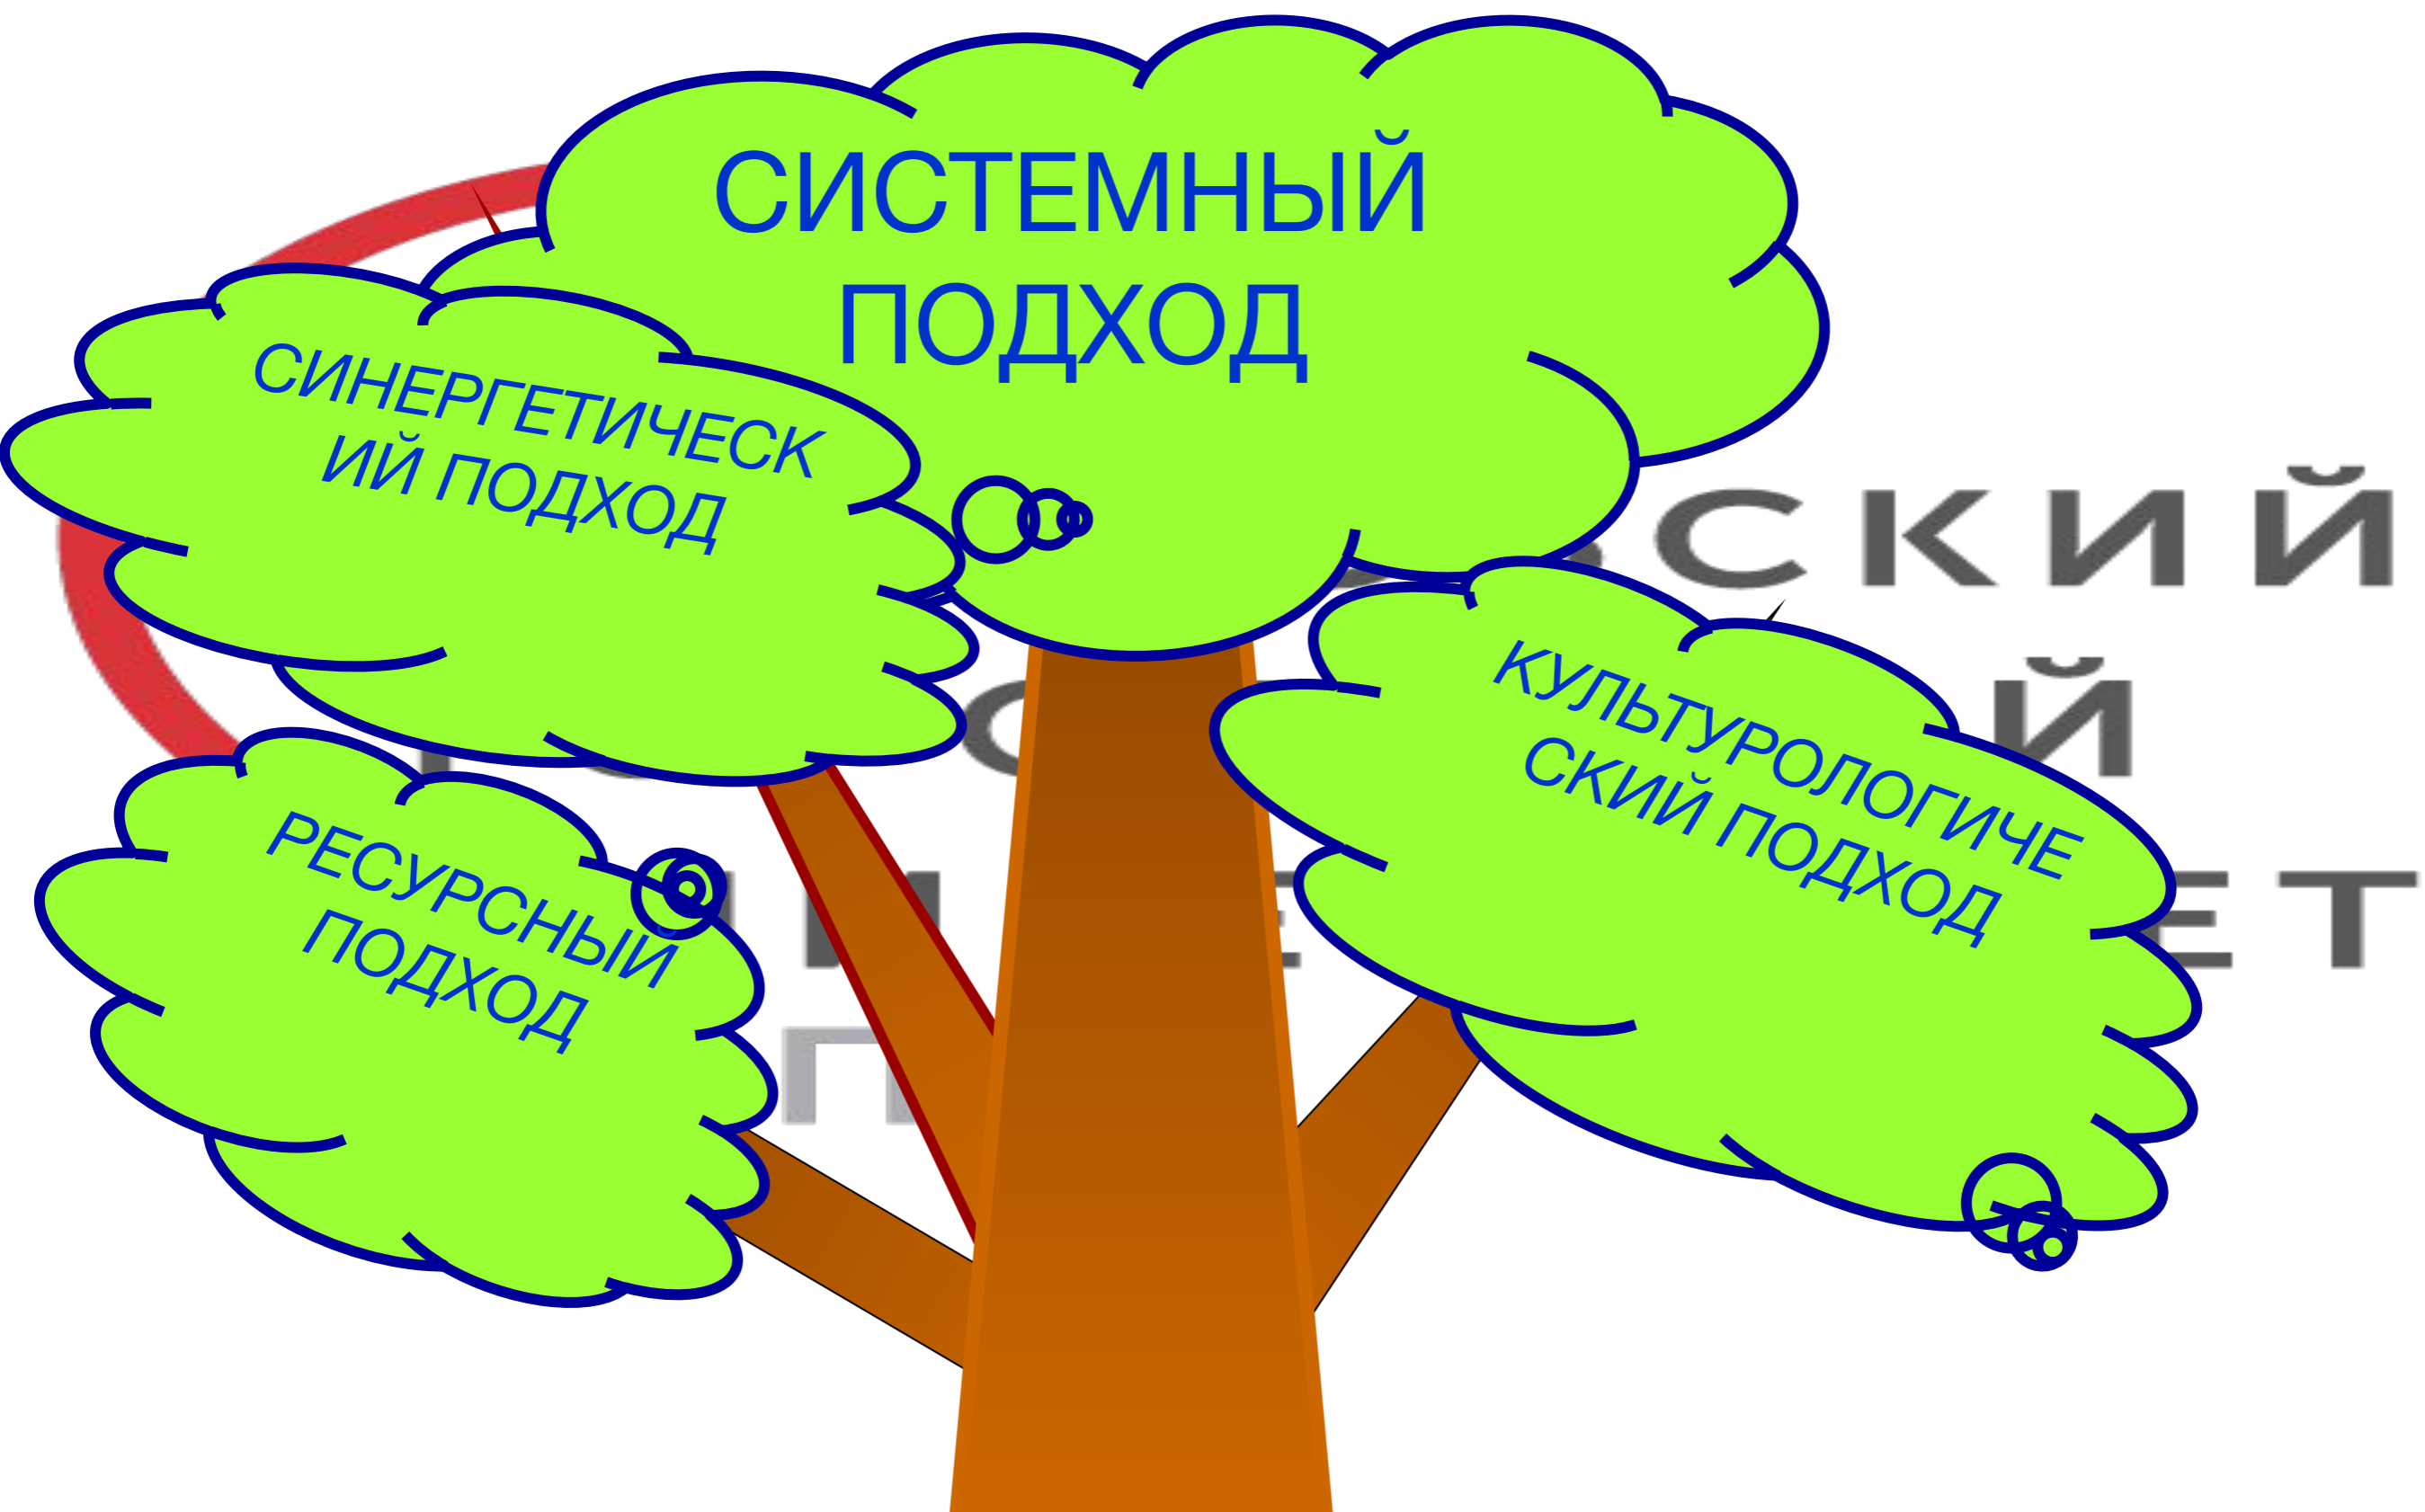 СИСТЕМНЫЙ
ПОДХОД
СИНЕРГЕТИЧЕСК
ИЙ ПОДХОД
КУЛЬТУРОЛОГИЧЕ
СКИЙ ПОДХОД
РЕСУРСНЫЙ
ПОДХОД